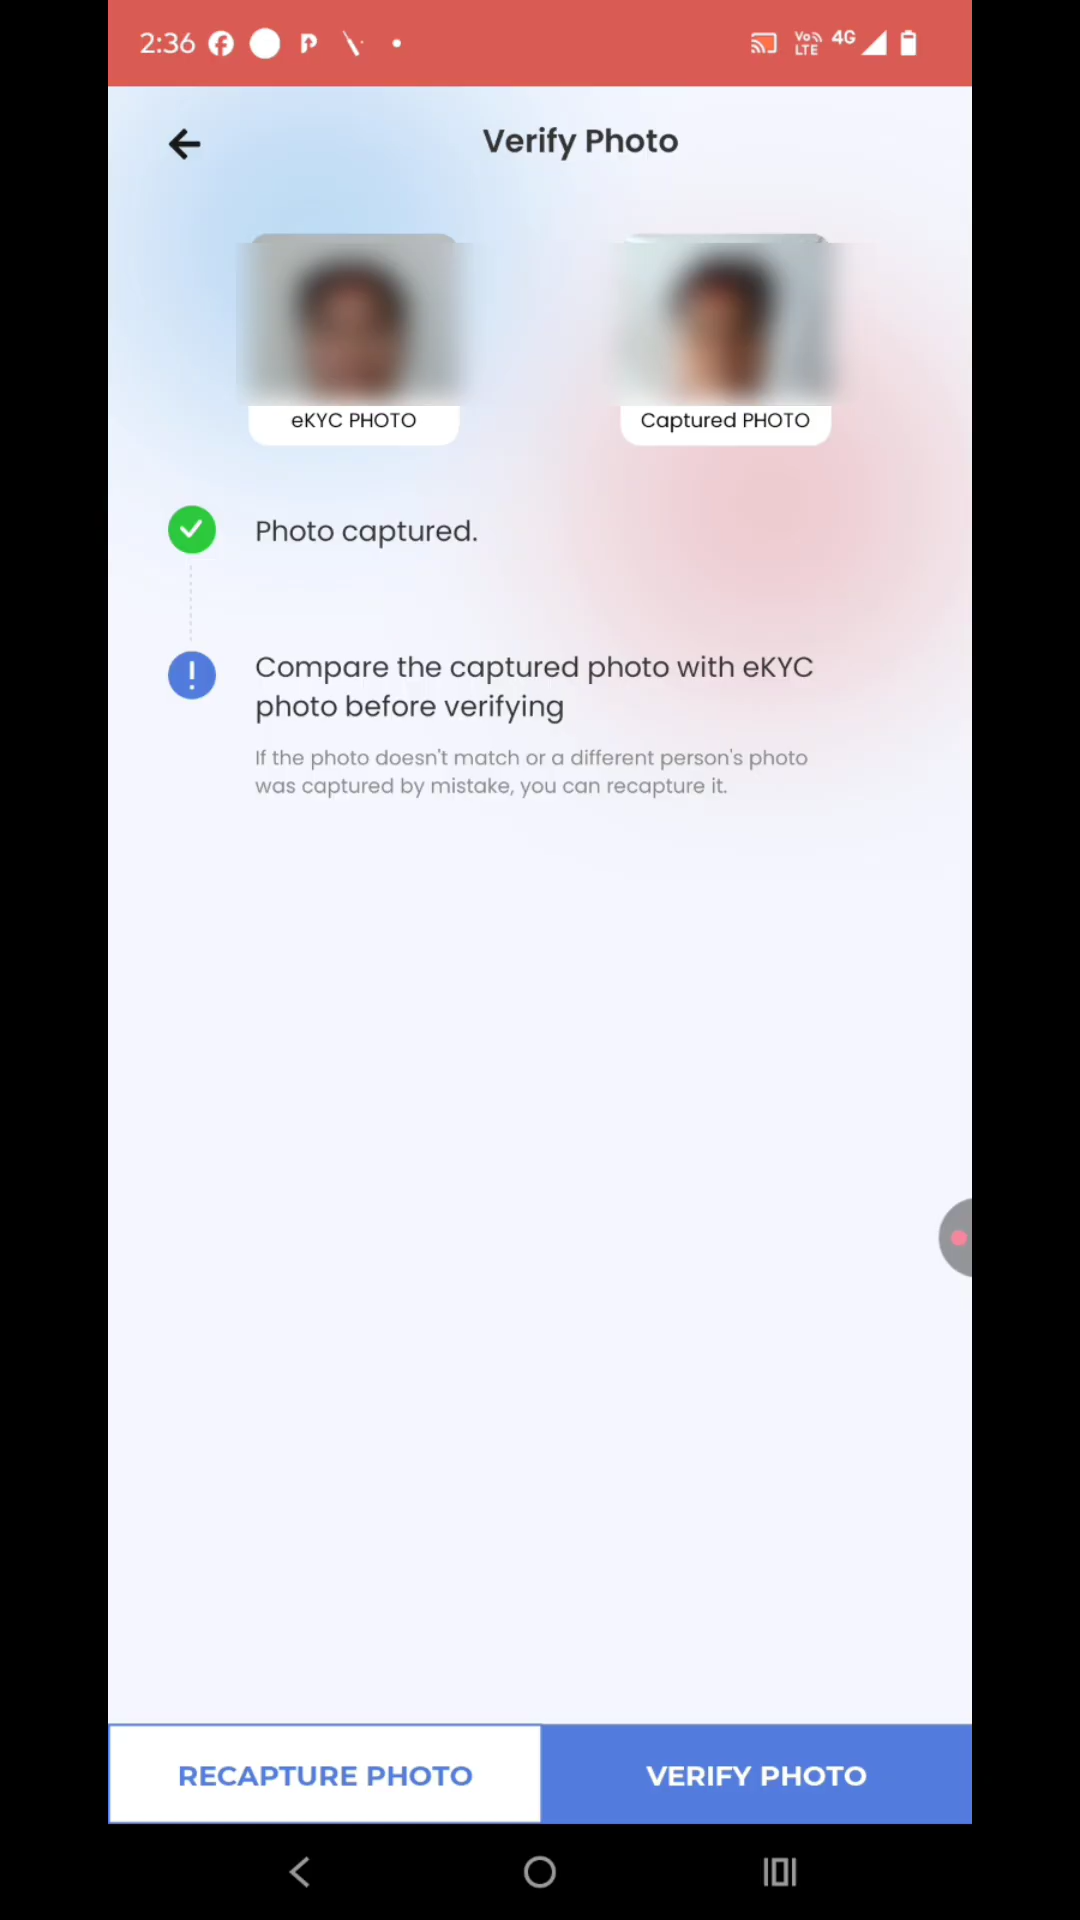 2:36
Vo
LTE
4G
Verify Photo
eKYC PHOTO
Captured PHOTO
Photo captured.
Compare the captured photo with eKYC
photo before verifying
If the photo doesn't match or a different person's photo
was captured by mistake, you can recapture it.
RECAPTURE PHOTO
VERIFY PHOTO